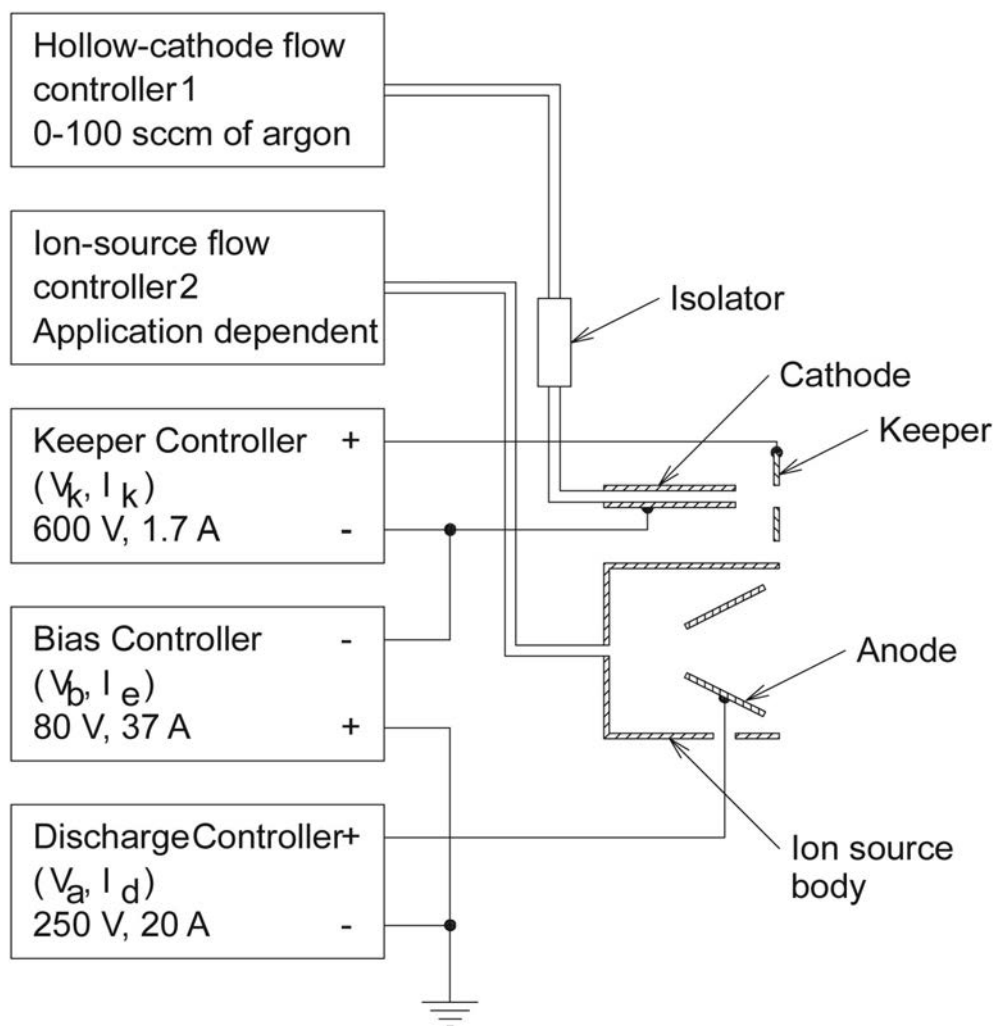 Hollow-cathode flow
controller1
0-100 sccm of argon
Ion-source flow
controller2
Application dependent
Isolator
Cathode
Keeper
Keeper Controller +
(Vk, Ik)
600 V, 1.7 A -
Bias Controller -
(Vb, Ie)
80 V, 37 A +
Anode
DischargeController+
(Va, Id)
250 V, 20 A -
Ion source
body